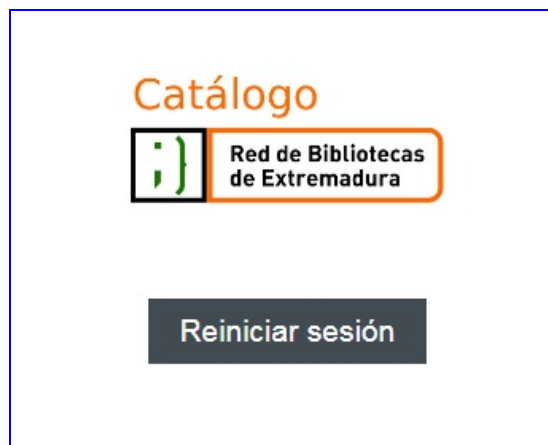 Catálogo
;}
Red de Bibliotecas
de Extremadura
Reiniciar sesión